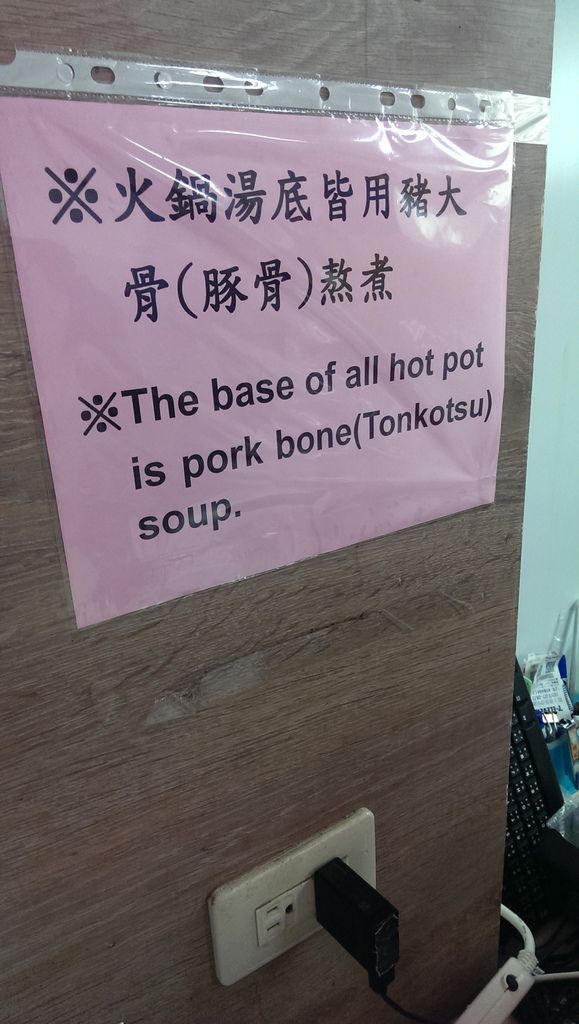 ※火鍋湯底皆用豬大
骨(豚骨)熬煮
※The base of all hot pot
is pork bone(Tonkotsu)
soup.